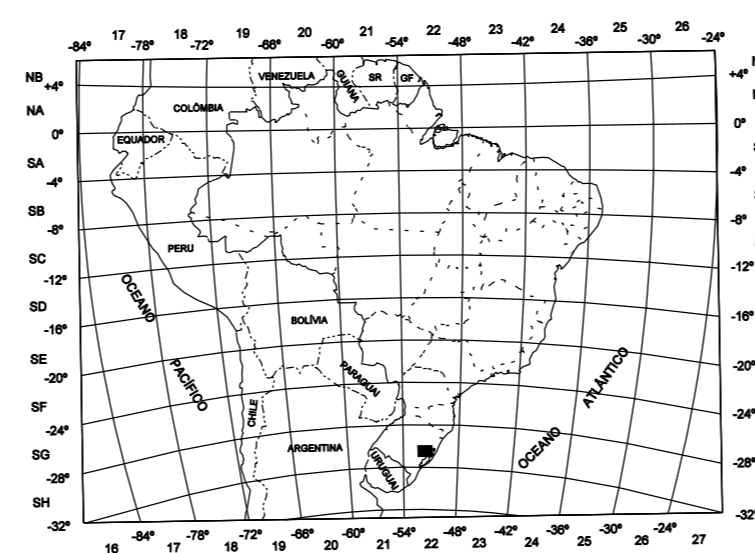 17 18 19 20 21 22 23 24 25 26
-84° -78° -72° -66° -60° -54° -48° -42° -36° -30° -24°
NB
+4° +4°
NA
0° 0°
SA
-4° -4°
SB
-8° -8°
SC
-12° -12°
SD
-16° -16°
SE
-20° -20°
SF
-24° -24°
SG
-28° -28°
SH
-32° -32°
VENEZUELA
GUIANA
SR
GF
COLÔMBIA
EQUADOR
PERU
OCEANO
PACÍFICO
BOLÍVIA
PARAGUAI
CHILE
ARGENTINA
URUGUAI
OCEANO
ATLÂNTICO
-84° -78° -72° -66° -60° -54° -48° -42° -36° -30° -24°
16 17 18 19 20 21 22 23 24 25 26 27